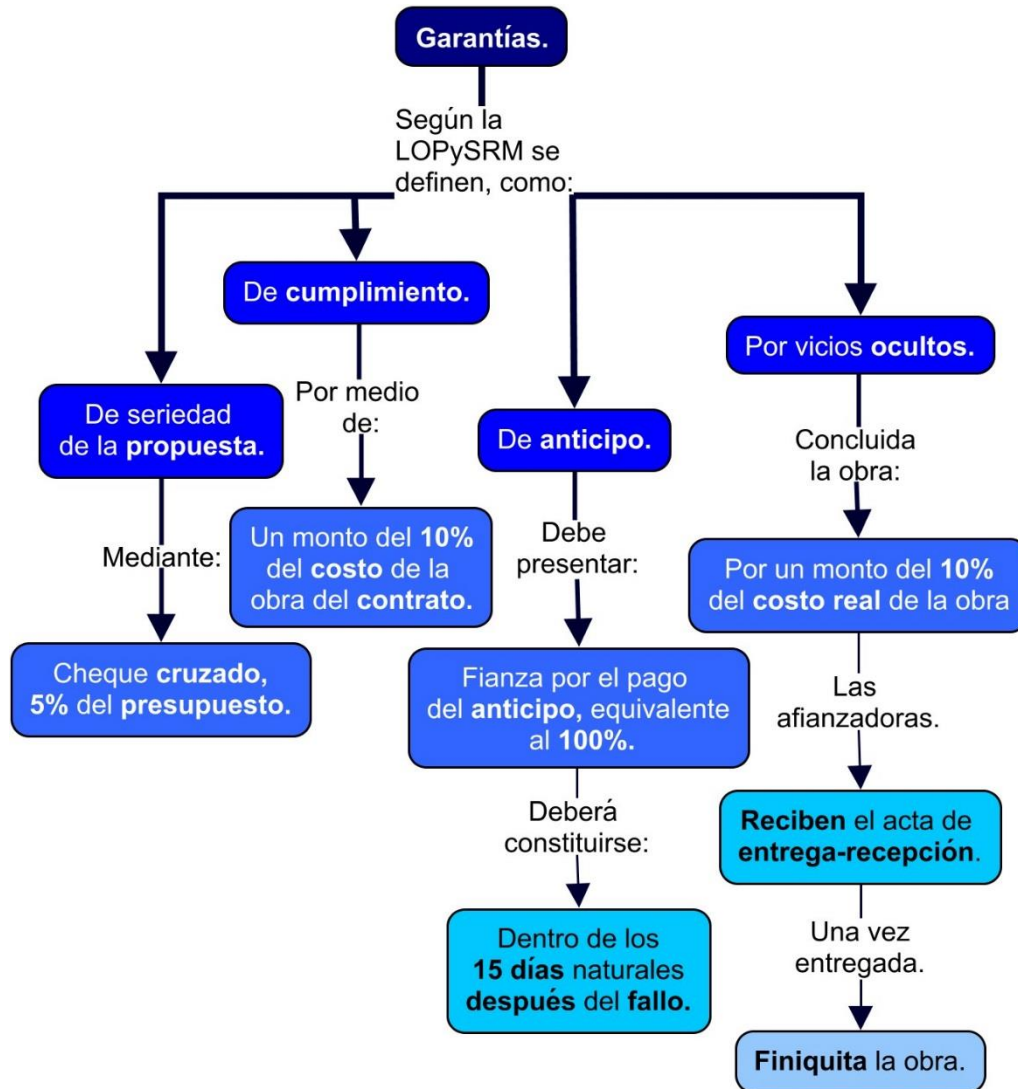 Garantías.
Según la
LOPySRM se
definen, como:
De seriedad
de la propuesta.
Mediante:
Cheque cruzado,
5% del presupuesto.
De cumplimiento.
Por medio
de:
Un monto del 10%
del costo de la
obra del contrato.
De anticipo.
Debe
presentar:
Fianza por el pago
del anticipo, equivalente
al 100%.
Deberá
constituirse:
Dentro de los
15 días naturales
después del fallo.
Por vicios ocultos.
Concluida
la obra:
Por un monto del 10%
del costo real de la obra
Las
afianzadoras.
Reciben el acta de
entrega-recepción.
Una vez
entregada.
Finiquita la obra.